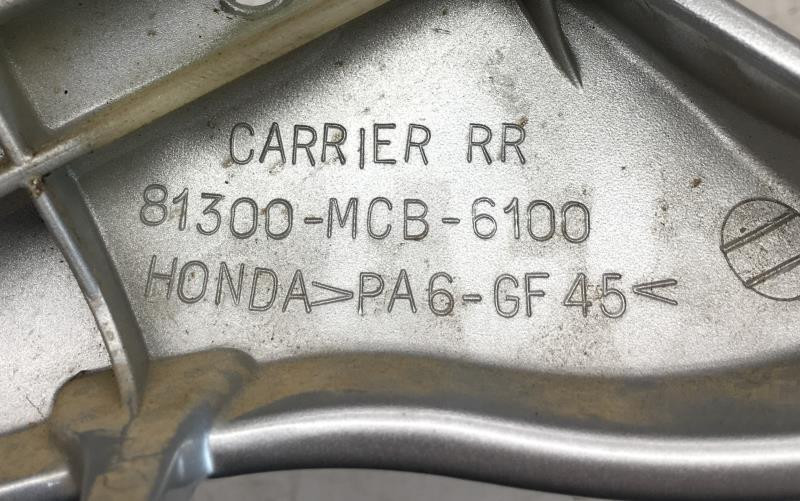 CARRIER RR
81300-MCB-6100
HONDA>PA6-GF45<